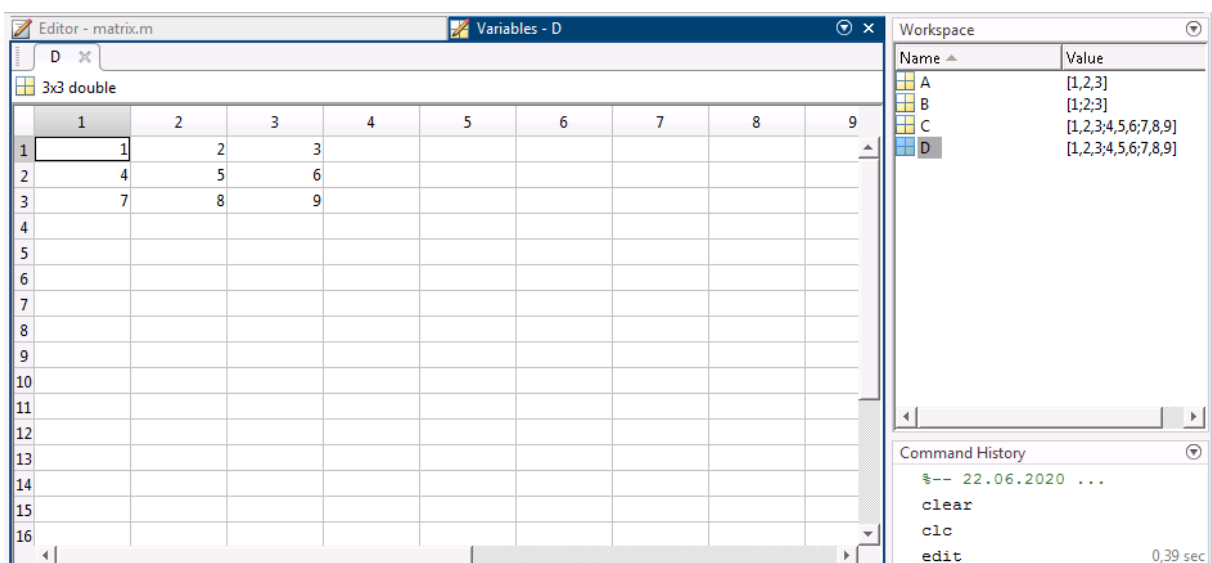 Editor - matrix.m
Variables - D
D
3x3 double
1 2 3 4 5 6 7 8 9
1 1 2 3
2 4 5 6
3 7 8 9
4
5
6
7
8
9
10
11
12
13
14
15
16
Workspace
Name Value
A [1,2,3]
B [1;2;3]
C [1,2,3;4,5,6;7,8,9]
D [1,2,3;4,5,6;7,8,9]
Command History
%-- 22.06.2020 ...
clear
clc
edit 0,39 sec